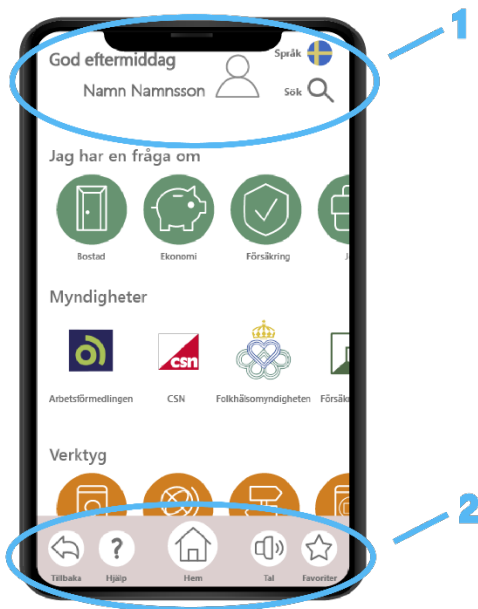 1
God eftermiddag
Språk
Namn Namnsson
Sök
Jag har en fråga om
Bostad Ekonomi Försäkring
Myndigheter
csn
Arbetsförmedlingen CSN Folkhälsomyndigheten Försäk
Verktyg
2
?
Tillbaka Hjälp Hem Tal Favoriter